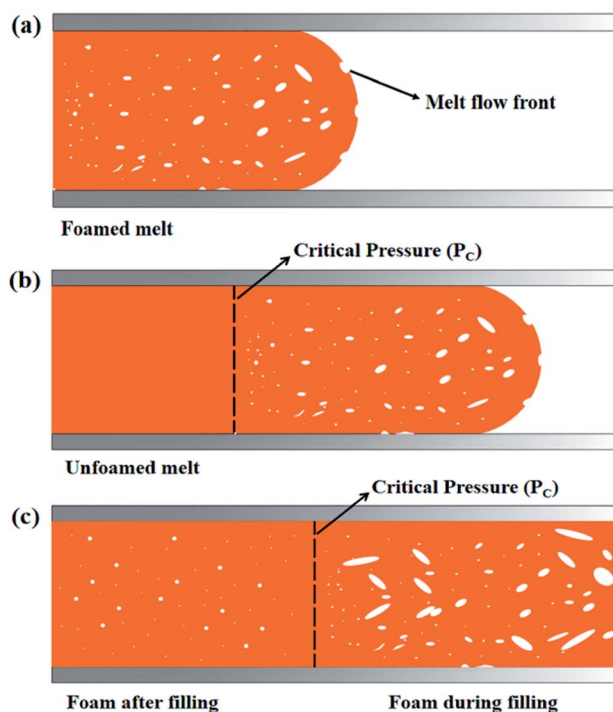 (a)
Melt flow front
Foamed melt
Critical Pressure (PC)
(b)
Unfoamed melt
Critical Pressure (PC)
(c)
Foam after filling
Foam during filling